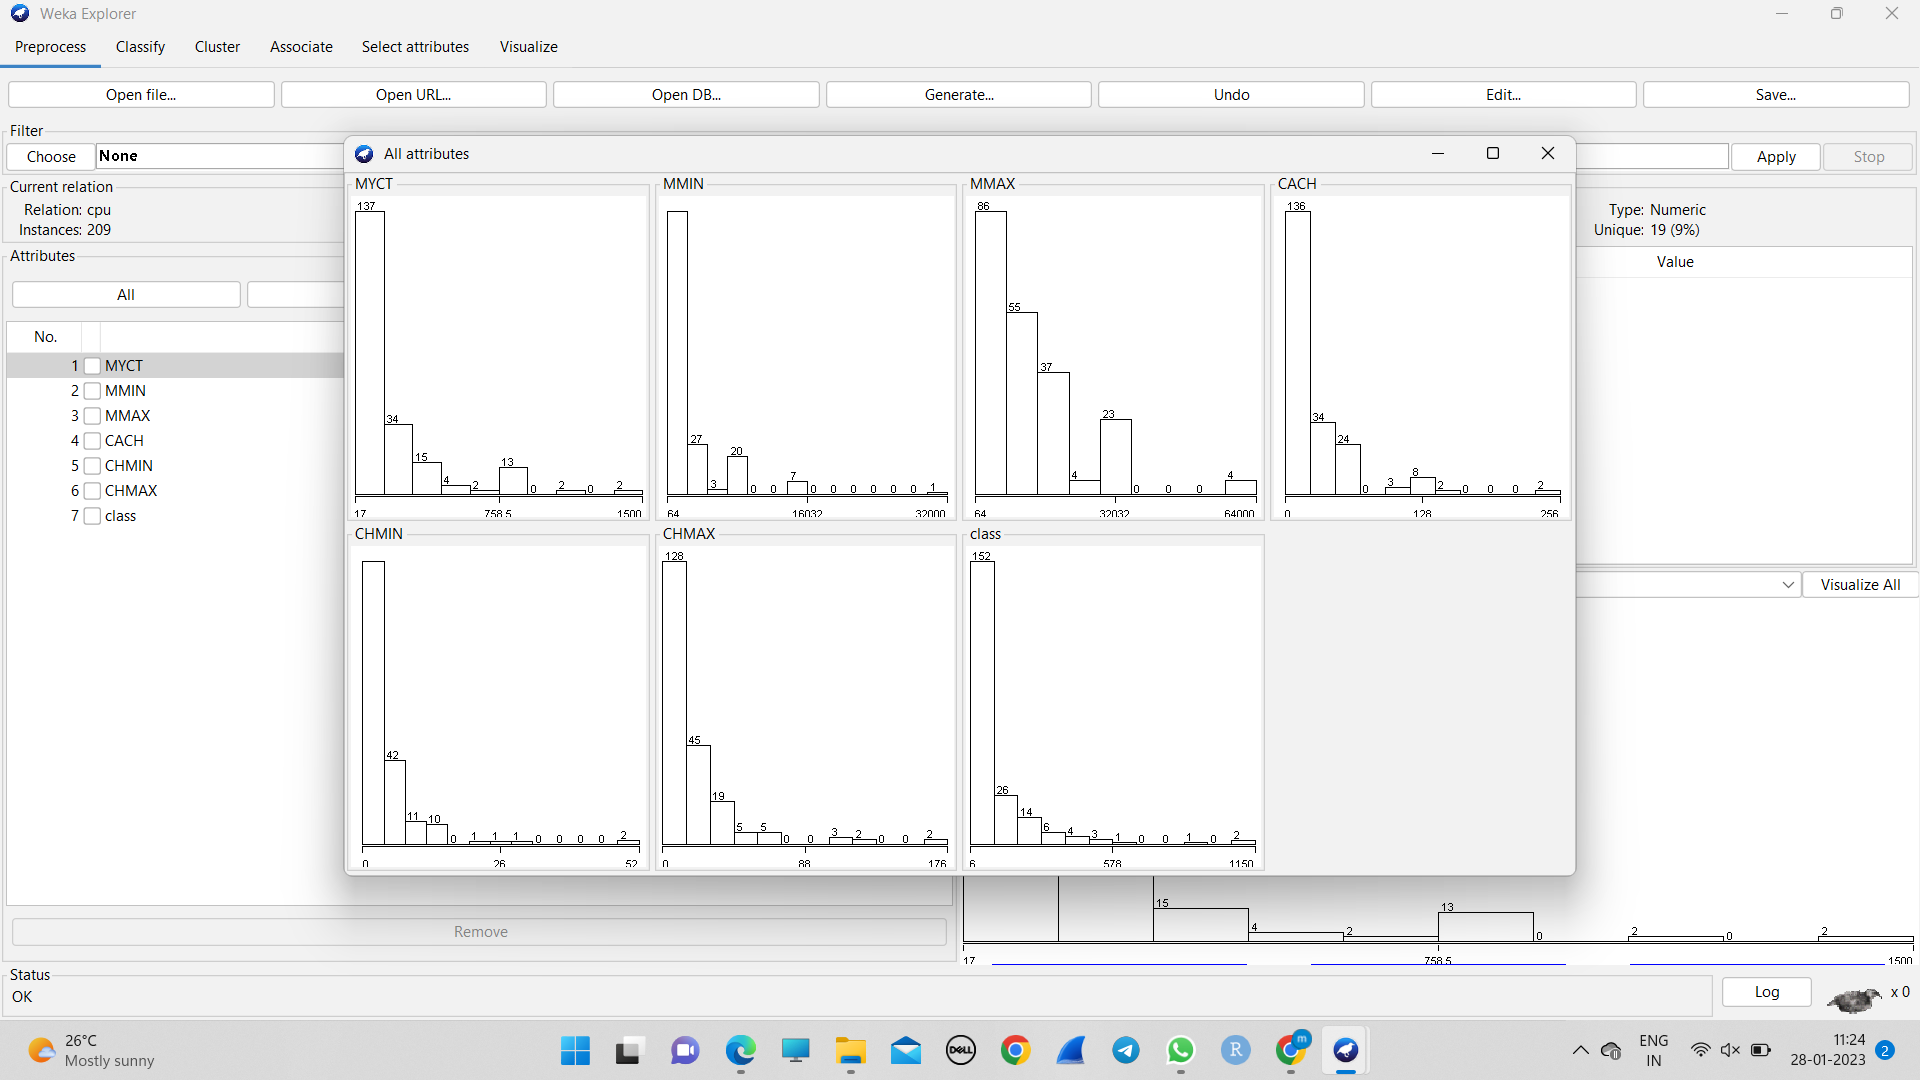 Weka Explorer
Preprocess Classify Cluster Associate Select attributes Visualize
Open file... Open URL... Open DB... Generate... Undo Edit... Save...
Filter
Choose None Apply Stop
Current relation
Relation: cpu
Instances: 209
Type: Numeric
Unique: 19 (9%)
Attributes
All
Value
No.
1 MYCT
2 MMIN
3 MMAX
4 CACH
5 CHMIN
6 CHMAX
7 class
Visualize All
Remove
All attributes
MYCT
137
34
15
4 2 13 0 2 0 2
17 758.5 1500
MMIN
27 3 20 0 0 7 0 0 0 0 0 0 1
64 16032 32000
MMAX
86
55
37
4 23 0 0 0 4
64 32032 64000
CACH
136
34
24
0 3 8 2 0 0 0 2
0 128 256
CHMIN
42
11 10 0 1 1 1 0 0 0 0 2
0 26 52
CHMAX
128
45
19
5 5 0 0 3 2 0 0 2
0 88 176
class
152
26
14
6 4 3 1 0 0 1 0 2
6 578 1150
15 4 2 13 0 2 0 2
17 758.5 1500
Status
OK
Log x 0
26°C
Mostly sunny
DELL
R
m
ENG
IN
11:24
28-01-2023
2